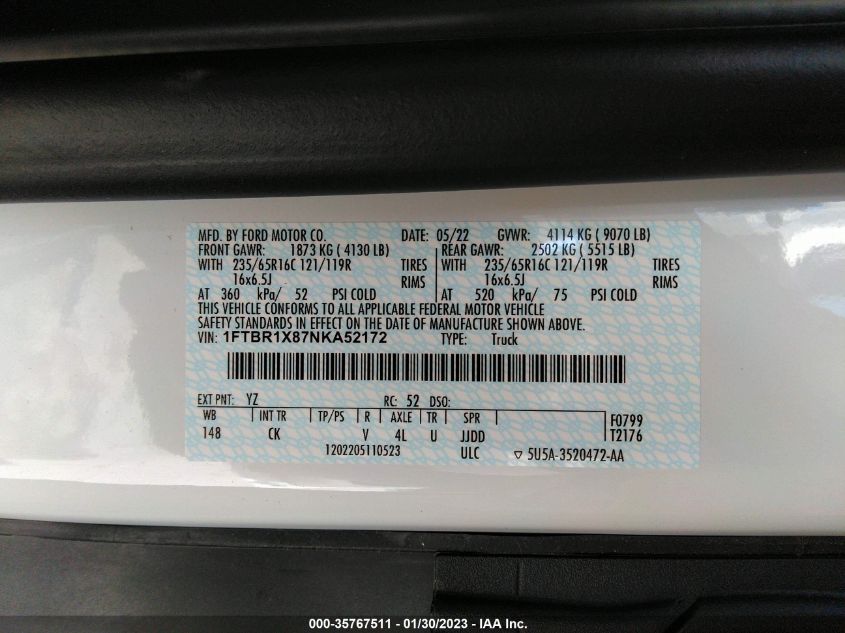 MFD. BY FORD MOTOR CO. DATE: 05/22 GVWR: 4114 KG ( 9070 LB)
FRONT GAWR: 1873 KG ( 4130 LB) REAR GAWR: 2502 KG ( 5515 LB)
WITH 235/65R16C 121/119R TIRES WITH 235/65R16C 121/119R TIRES
16x6.5J RIMS 16x6.5J RIMS
AT 360 kPa/ 52 PSI COLD AT 520 kPa/ 75 PSI COLD
THIS VEHICLE CONFORMS TO ALL APPLICABLE FEDERAL MOTOR VEHICLE
SAFETY STANDARDS IN EFFECT ON THE DATE OF MANUFACTURE SHOWN ABOVE.
VIN: 1FTBR1X87NKA52172 TYPE: Truck
EXT PNT: YZ RC: 52 DSO:
WB INT TR TP/PS R AXLE TR SPR F0799
148 CK V 4L U JJDD T2176
1202205110523 ULC ▽ 5U5A-3520472-AA
000-35767511 - 01/30/2023 - IAA Inc.